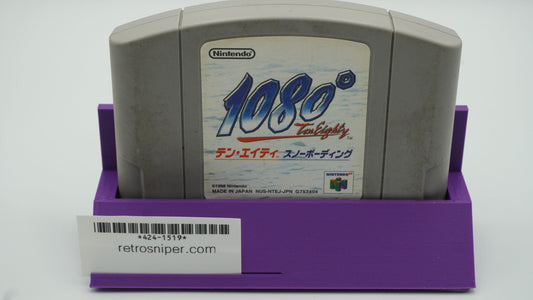 Nintendo
1080°
TenEighty
テン・エイティ スノーボーディング
©1998 Nintendo
MADE IN JAPAN NUS-NTEJ-JPN
NINTENDO 64
*424-1519*
retrosniper.com